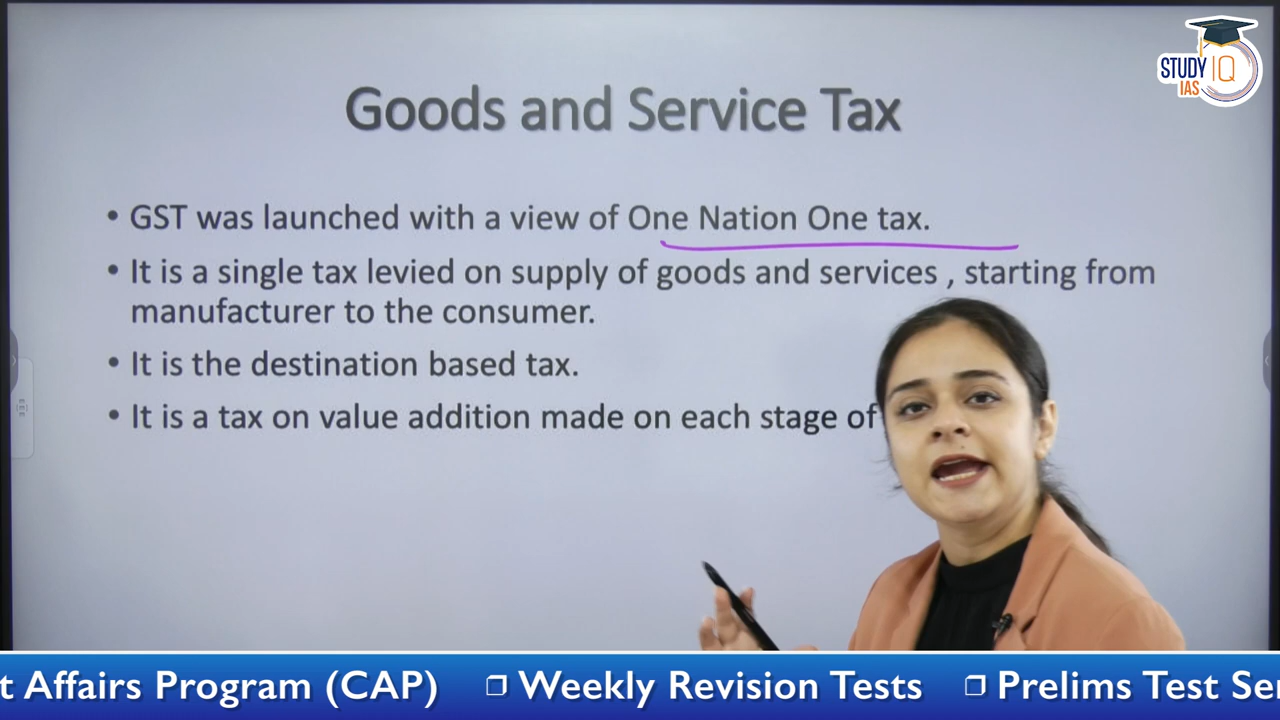 STUDY IQ
IAS
Goods and Service Tax
• GST was launched with a view of One Nation One tax.
• It is a single tax levied on supply of goods and services , starting from
manufacturer to the consumer.
• It is the destination based tax.
• It is a tax on value addition made on each stage of
t Affairs Program (CAP) ❐ Weekly Revision Tests ❐ Prelims Test Ser